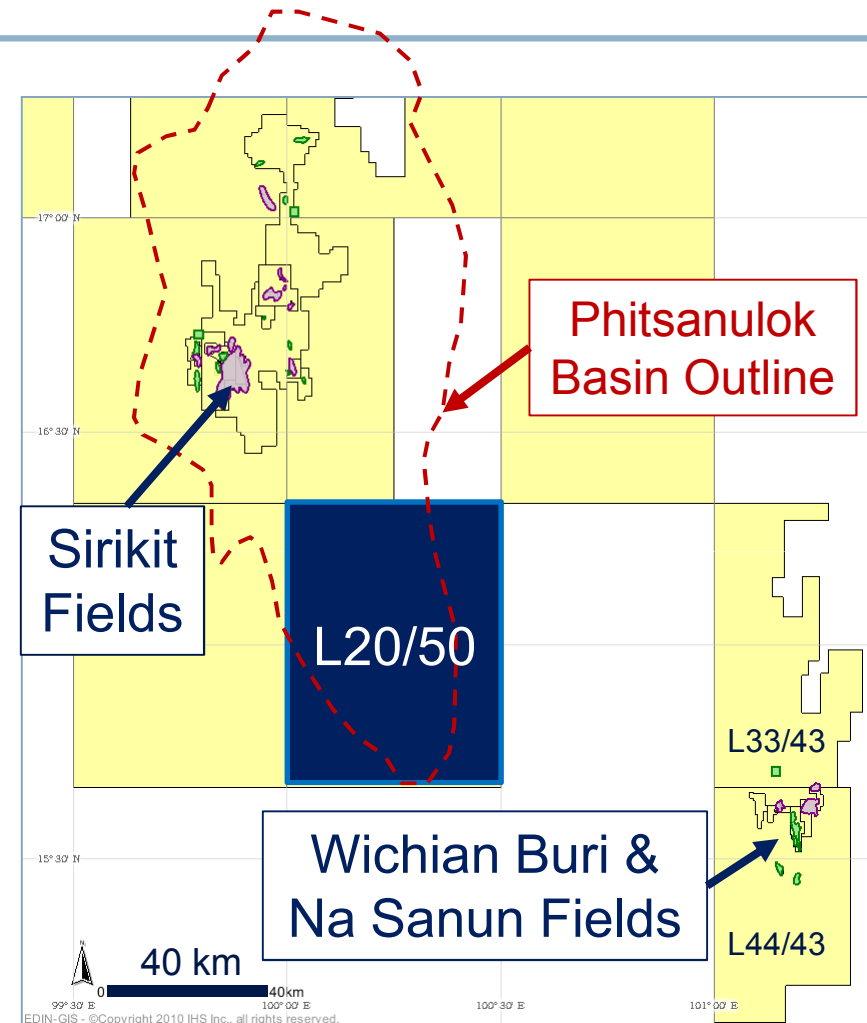 17° 00' N
Phitsanulok
Basin Outline
16° 30' N
Sirikit
Fields
L20/50
L33/43
15° 30' N
Wichian Buri &
Na Sanun Fields
L44/43
N
40 km
0
40km
99° 30' E
100° 00' E
100° 30' E
101° 00' E
EDIN-GIS - ©Copyright 2010 IHS Inc., all rights reserved.